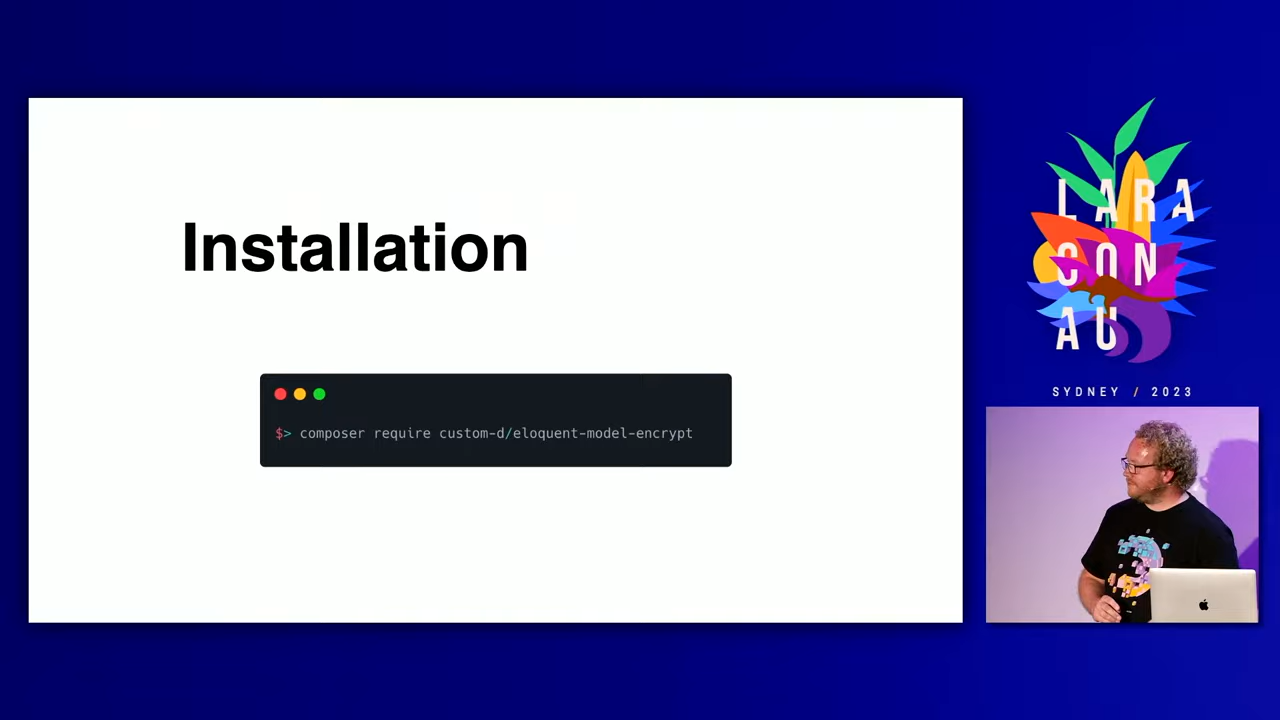 Installation
$> composer require custom-d/eloquent-model-encrypt
LARA
CON
AU
SYDNEY / 2023